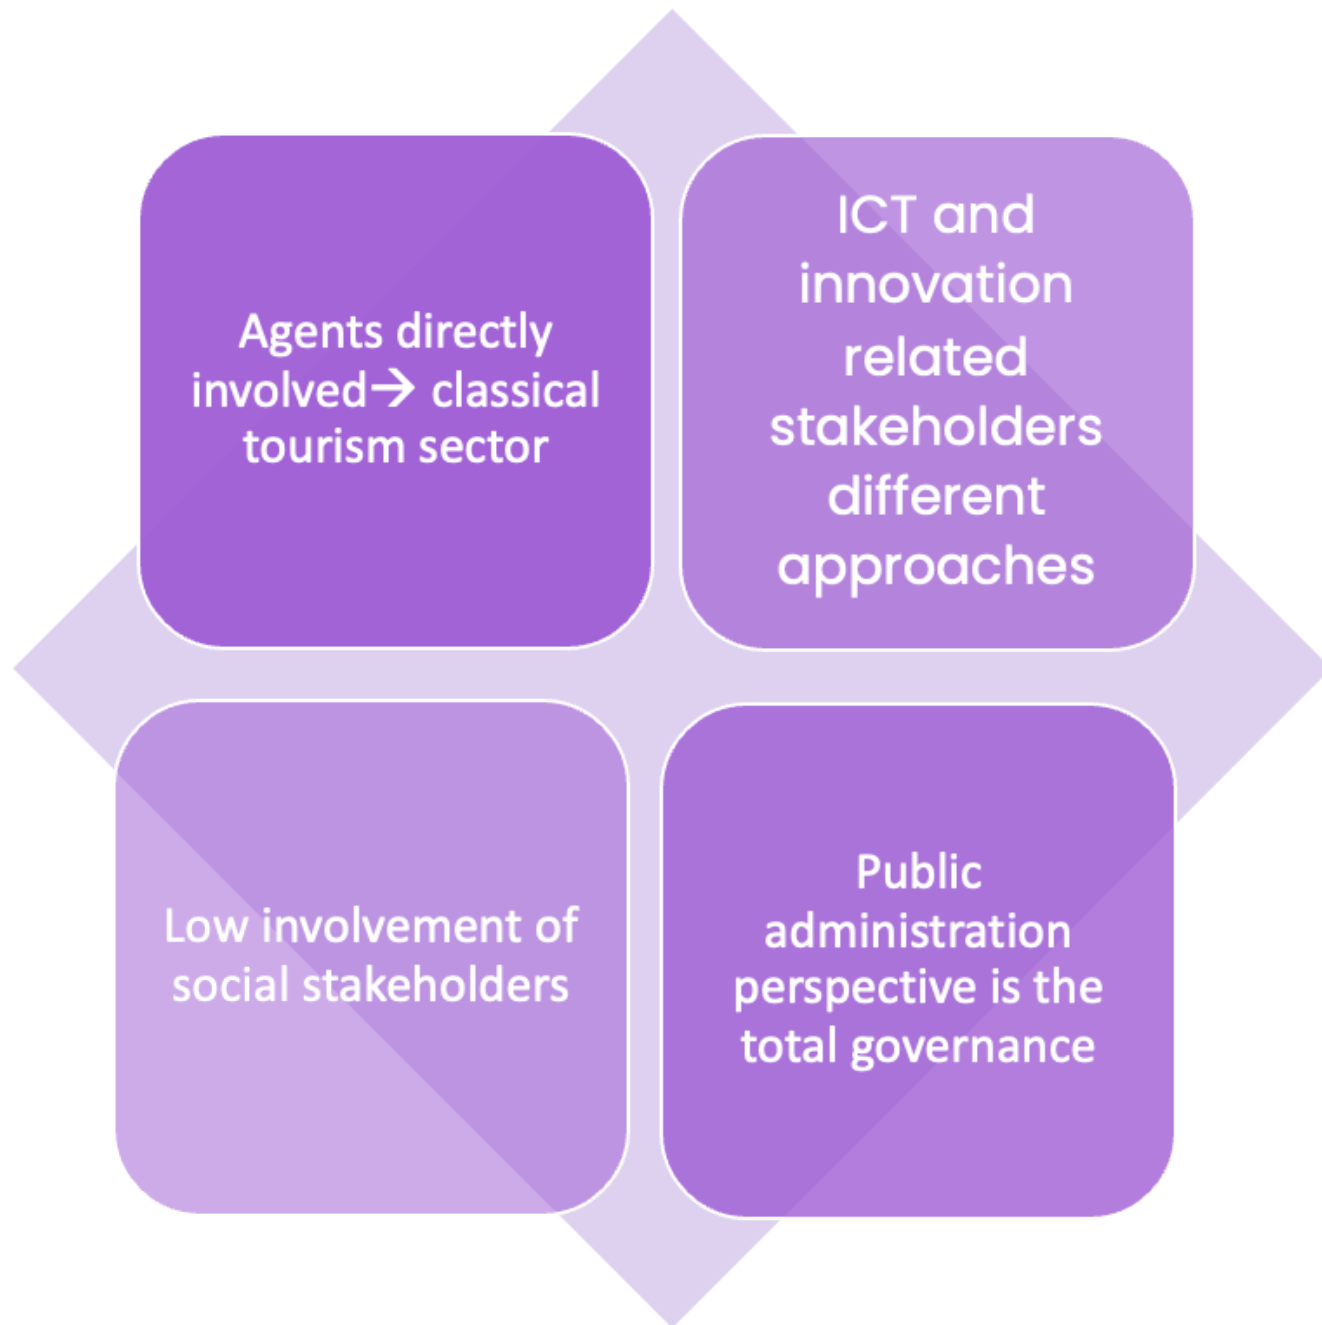 Agents directly
involved→ classical
tourism sector
ICT and
innovation
related
stakeholders
different
approaches
Low involvement of
social stakeholders
Public
administration
perspective is the
total governance